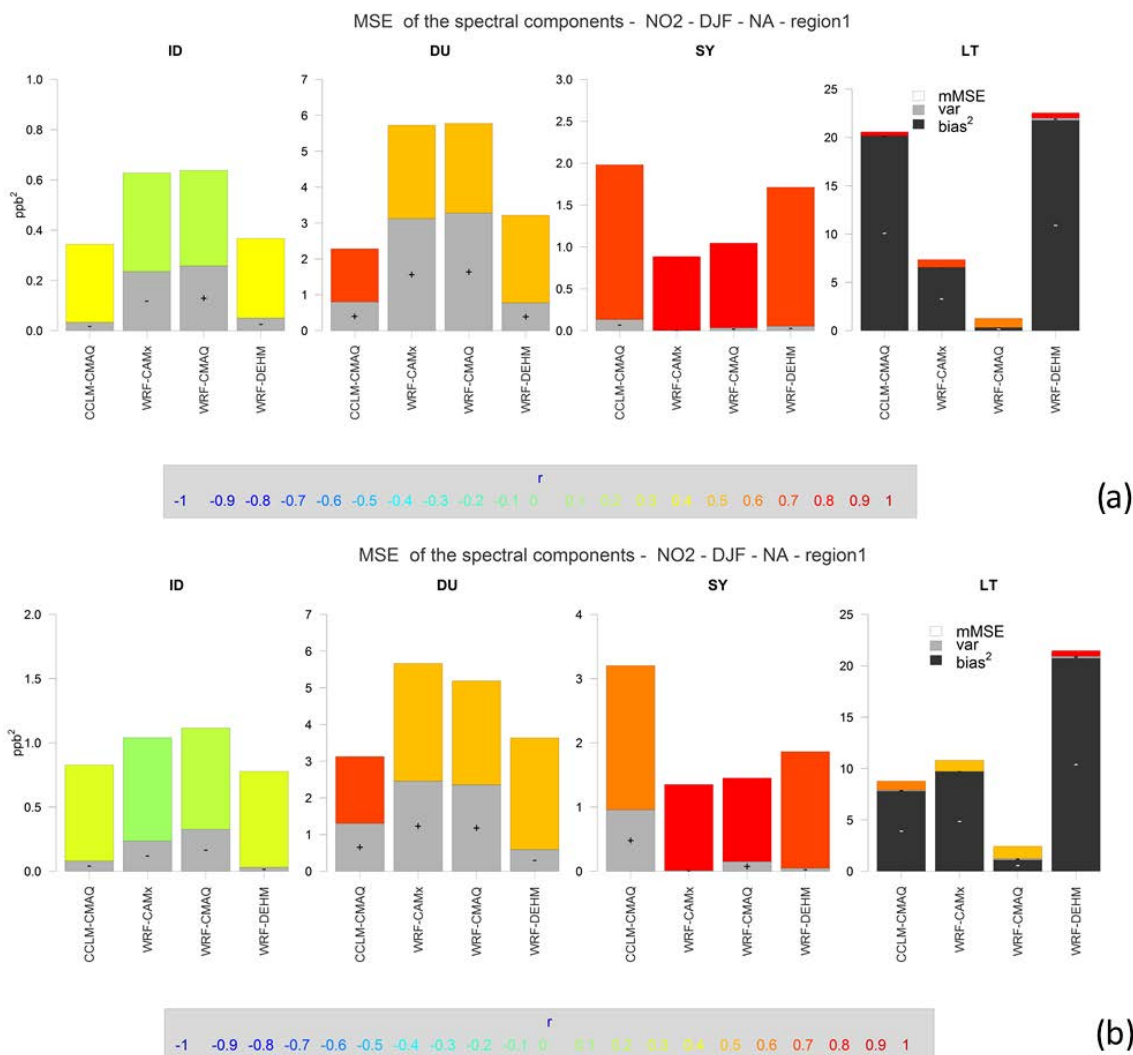 MSE of the spectral components - NO2 - DJF - NA - region1
ID DU SY LT
1.0 0.8 0.6 0.4 0.2 0.0
ppb2
7 6 5 4 3 2 1 0
3.0 2.5 2.0 1.5 1.0 0.5 0.0
25 20 15 10 5 0
mMSE
var
bias2
CCLM-CMAQ WRF-CAMx WRF-CMAQ WRF-DEHM
CCLM-CMAQ WRF-CAMx WRF-CMAQ WRF-DEHM
CCLM-CMAQ WRF-CAMx WRF-CMAQ WRF-DEHM
CCLM-CMAQ WRF-CAMx WRF-CMAQ WRF-DEHM
r
-1 -0.9 -0.8 -0.7 -0.6 -0.5 -0.4 -0.3 -0.2 -0.1 0 0.1 0.2 0.3 0.4 0.5 0.6 0.7 0.8 0.9 1
(a)
MSE of the spectral components - NO2 - DJF - NA - region1
ID DU SY LT
2.0 1.5 1.0 0.5 0.0
ppb2
7 6 5 4 3 2 1 0
4 3 2 1 0
25 20 15 10 5 0
mMSE
var
bias2
CCLM-CMAQ WRF-CAMx WRF-CMAQ WRF-DEHM
CCLM-CMAQ WRF-CAMx WRF-CMAQ WRF-DEHM
CCLM-CMAQ WRF-CAMx WRF-CMAQ WRF-DEHM
CCLM-CMAQ WRF-CAMx WRF-CMAQ WRF-DEHM
r
-1 -0.9 -0.8 -0.7 -0.6 -0.5 -0.4 -0.3 -0.2 -0.1 0 0.1 0.2 0.3 0.4 0.5 0.6 0.7 0.8 0.9 1
(b)